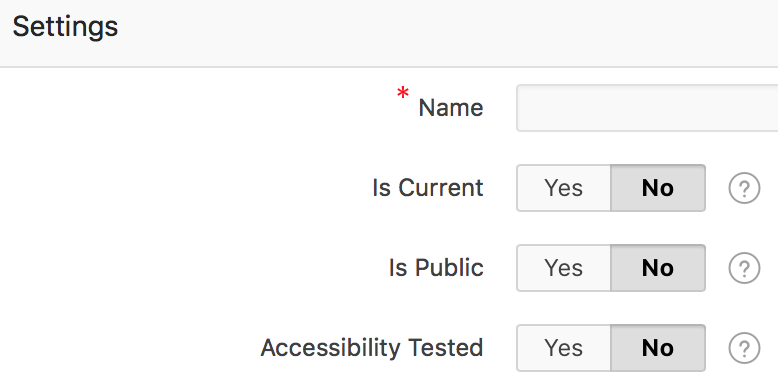 Settings
* Name
Is Current Yes No ?
Is Public Yes No ?
Accessibility Tested Yes No ?